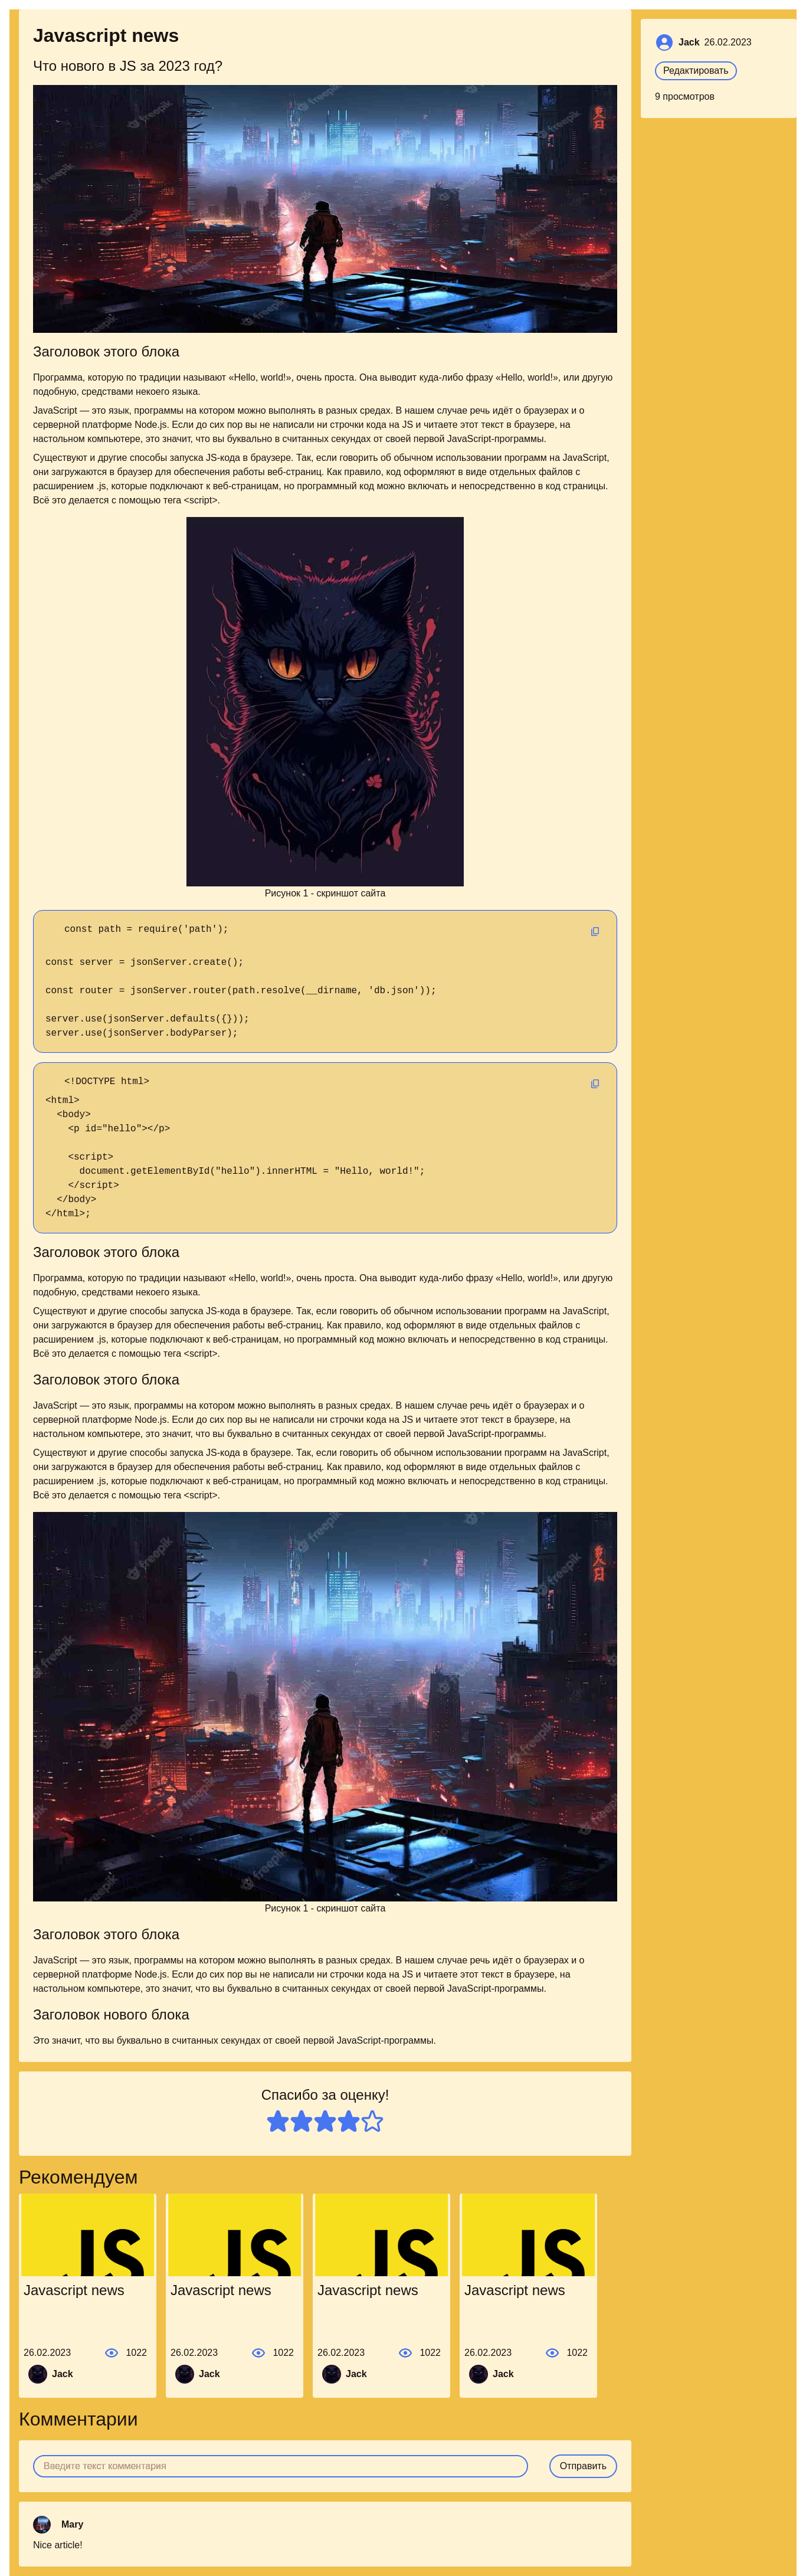 Javascript news
Что нового в JS за 2023 год?
Заголовок этого блока
Программа, которую по традиции называют «Hello, world!», очень проста. Она выводит куда-либо фразу «Hello, world!», или другую
подобную, средствами некоего языка.
JavaScript — это язык, программы на котором можно выполнять в разных средах. В нашем случае речь идёт о браузерах и о
серверной платформе Node.js. Если до сих пор вы не написали ни строчки кода на JS и читаете этот текст в браузере, на
настольном компьютере, это значит, что вы буквально в считанных секундах от своей первой JavaScript-программы.
Существуют и другие способы запуска JS-кода в браузере. Так, если говорить об обычном использовании программ на JavaScript,
они загружаются в браузер для обеспечения работы веб-страниц. Как правило, код оформляют в виде отдельных файлов с
расширением .js, которые подключают к веб-страницам, но программный код можно включать и непосредственно в код страницы.
Всё это делается с помощью тега <script>.
Рисунок 1 - скриншот сайта
const path = require('path');
const server = jsonServer.create();
const router = jsonServer.router(path.resolve(__dirname, 'db.json'));
server.use(jsonServer.defaults({}));
server.use(jsonServer.bodyParser);
<!DOCTYPE html>
<html>
<body>
<p id="hello"></p>
<script>
document.getElementById("hello").innerHTML = "Hello, world!";
</script>
</body>
</html>;
Заголовок этого блока
Программа, которую по традиции называют «Hello, world!», очень проста. Она выводит куда-либо фразу «Hello, world!», или другую
подобную, средствами некоего языка.
Существуют и другие способы запуска JS-кода в браузере. Так, если говорить об обычном использовании программ на JavaScript,
они загружаются в браузер для обеспечения работы веб-страниц. Как правило, код оформляют в виде отдельных файлов с
расширением .js, которые подключают к веб-страницам, но программный код можно включать и непосредственно в код страницы.
Всё это делается с помощью тега <script>.
Заголовок этого блока
JavaScript — это язык, программы на котором можно выполнять в разных средах. В нашем случае речь идёт о браузерах и о
серверной платформе Node.js. Если до сих пор вы не написали ни строчки кода на JS и читаете этот текст в браузере, на
настольном компьютере, это значит, что вы буквально в считанных секундах от своей первой JavaScript-программы.
Существуют и другие способы запуска JS-кода в браузере. Так, если говорить об обычном использовании программ на JavaScript,
они загружаются в браузер для обеспечения работы веб-страниц. Как правило, код оформляют в виде отдельных файлов с
расширением .js, которые подключают к веб-страницам, но программный код можно включать и непосредственно в код страницы.
Всё это делается с помощью тега <script>.
freepik
Рисунок 1 - скриншот сайта
Заголовок этого блока
JavaScript — это язык, программы на котором можно выполнять в разных средах. В нашем случае речь идёт о браузерах и о
серверной платформе Node.js. Если до сих пор вы не написали ни строчки кода на JS и читаете этот текст в браузере, на
настольном компьютере, это значит, что вы буквально в считанных секундах от своей первой JavaScript-программы.
Заголовок нового блока
Это значит, что вы буквально в считанных секундах от своей первой JavaScript-программы.
Спасибо за оценку!
Рекомендуем
JS JS JS JS
Javascript news Javascript news Javascript news Javascript news
26.02.2023 1022 26.02.2023 1022 26.02.2023 1022 26.02.2023 1022
Jack Jack Jack Jack
Комментарии
Введите текст комментария Отправить
Mary
Nice article!
Jack 26.02.2023
Редактировать
9 просмотров